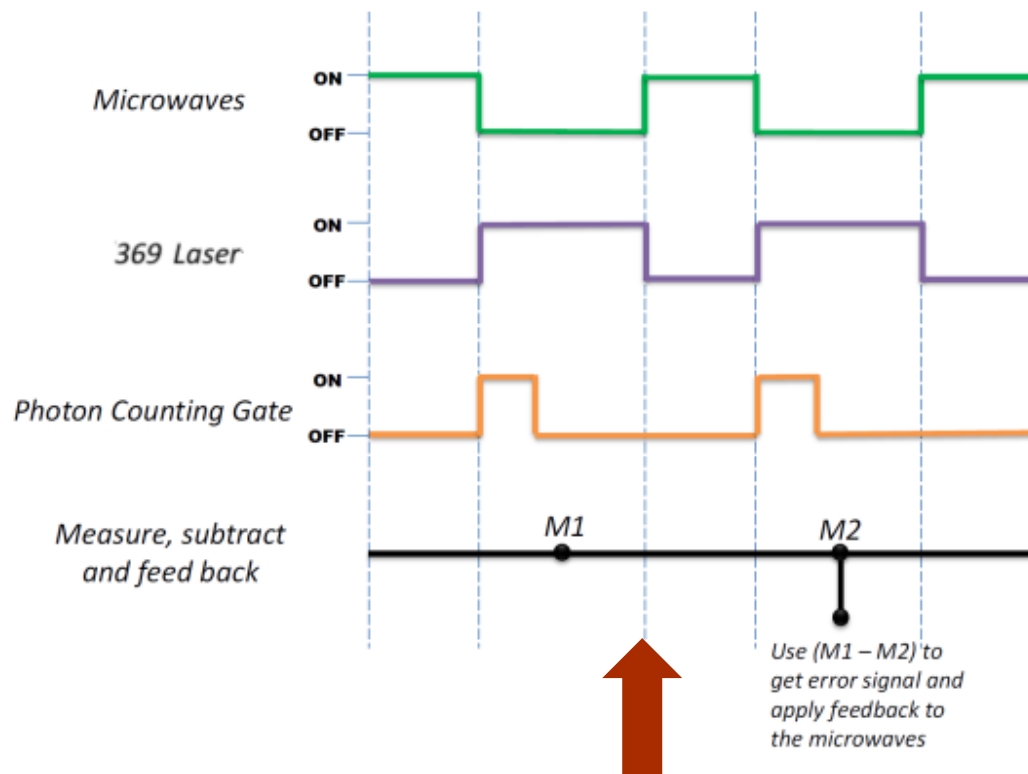 Microwaves
ON
OFF
369 Laser
ON
OFF
Photon Counting Gate
ON
OFF
Measure, subtract
and feed back
M1
M2
Use (M1 – M2) to
get error signal and
apply feedback to
the microwaves